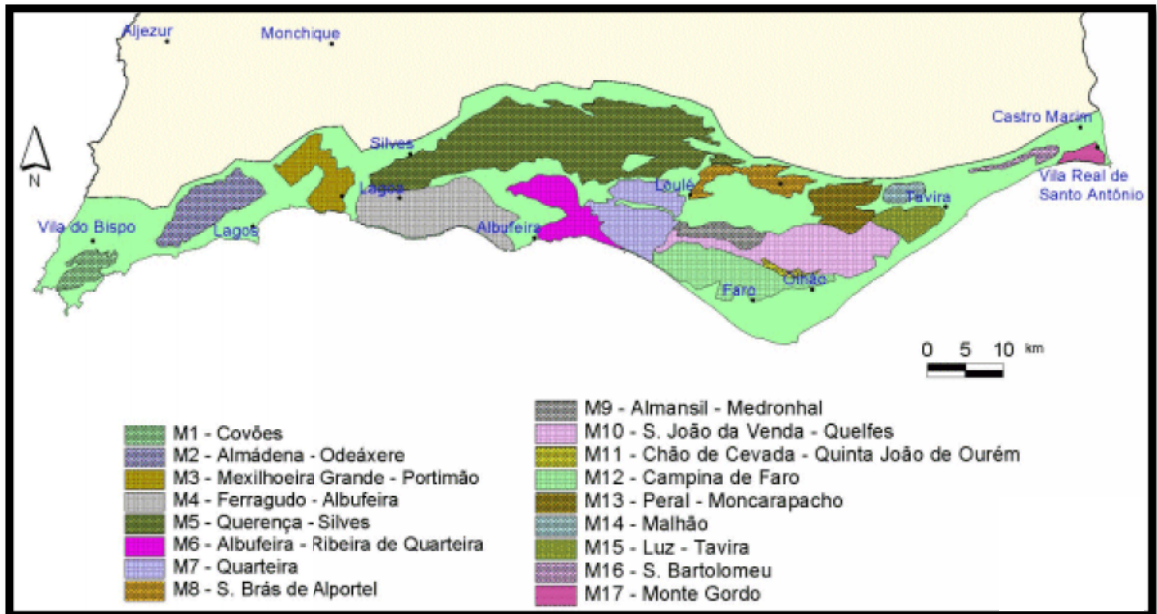 Aljezur
Monchique
Castro Marim
Silves
Vila Real de
Santo António
Lagoa
Loulé
Tavira
Vila do Bispo
Lagos
Albufeira
Faro
Olhão
N
0 5 10 km
M1 - Covões
M2 - Almádena - Odeáxere
M3 - Mexilhoeira Grande - Portimão
M4 - Ferragudo - Albufeira
M5 - Querença - Silves
M6 - Albufeira - Ribeira de Quarteira
M7 - Quarteira
M8 - S. Brás de Alportel
M9 - Almansil - Medronhal
M10 - S. João da Venda - Quelfes
M11 - Chão de Cevada - Quinta João de Ourém
M12 - Campina de Faro
M13 - Peral - Moncarapacho
M14 - Malhão
M15 - Luz - Tavira
M16 - S. Bartolomeu
M17 - Monte Gordo